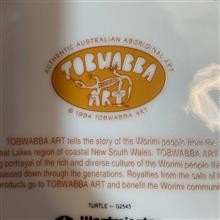 AUTHENTIC AUSTRALIAN ABORIGINAL ART
TOBWABBA
ART
© 1994 TOBWABBA ART
TOBWABBA ART tells the story of the Worimi people from the
eat Lakes region of coastal New South Wales. TOBWABBA
g portrayal of the rich and diverse culture of the Worimi people
passed down through the generations. Royalties from the sale of
products go to TOBWABBA ART and benefit the Worimi commun
TURTLE – G2543